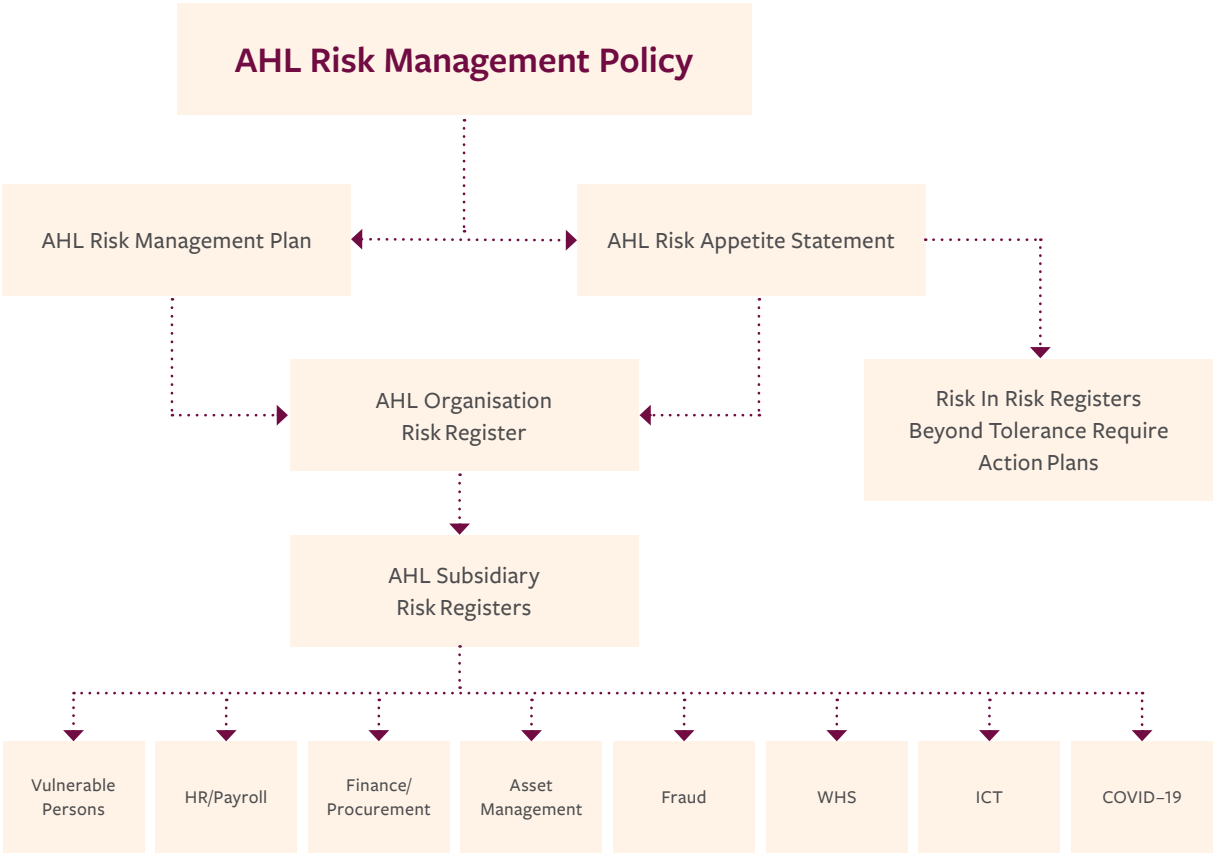 AHL Risk Management Policy
AHL Risk Management Plan
AHL Risk Appetite Statement
AHL Organisation
Risk Register
Risk In Risk Registers
Beyond Tolerance Require
Action Plans
AHL Subsidiary
Risk Registers
Vulnerable
Persons
HR/Payroll
Finance/
Procurement
Asset
Management
Fraud
WHS
ICT
COVID–19